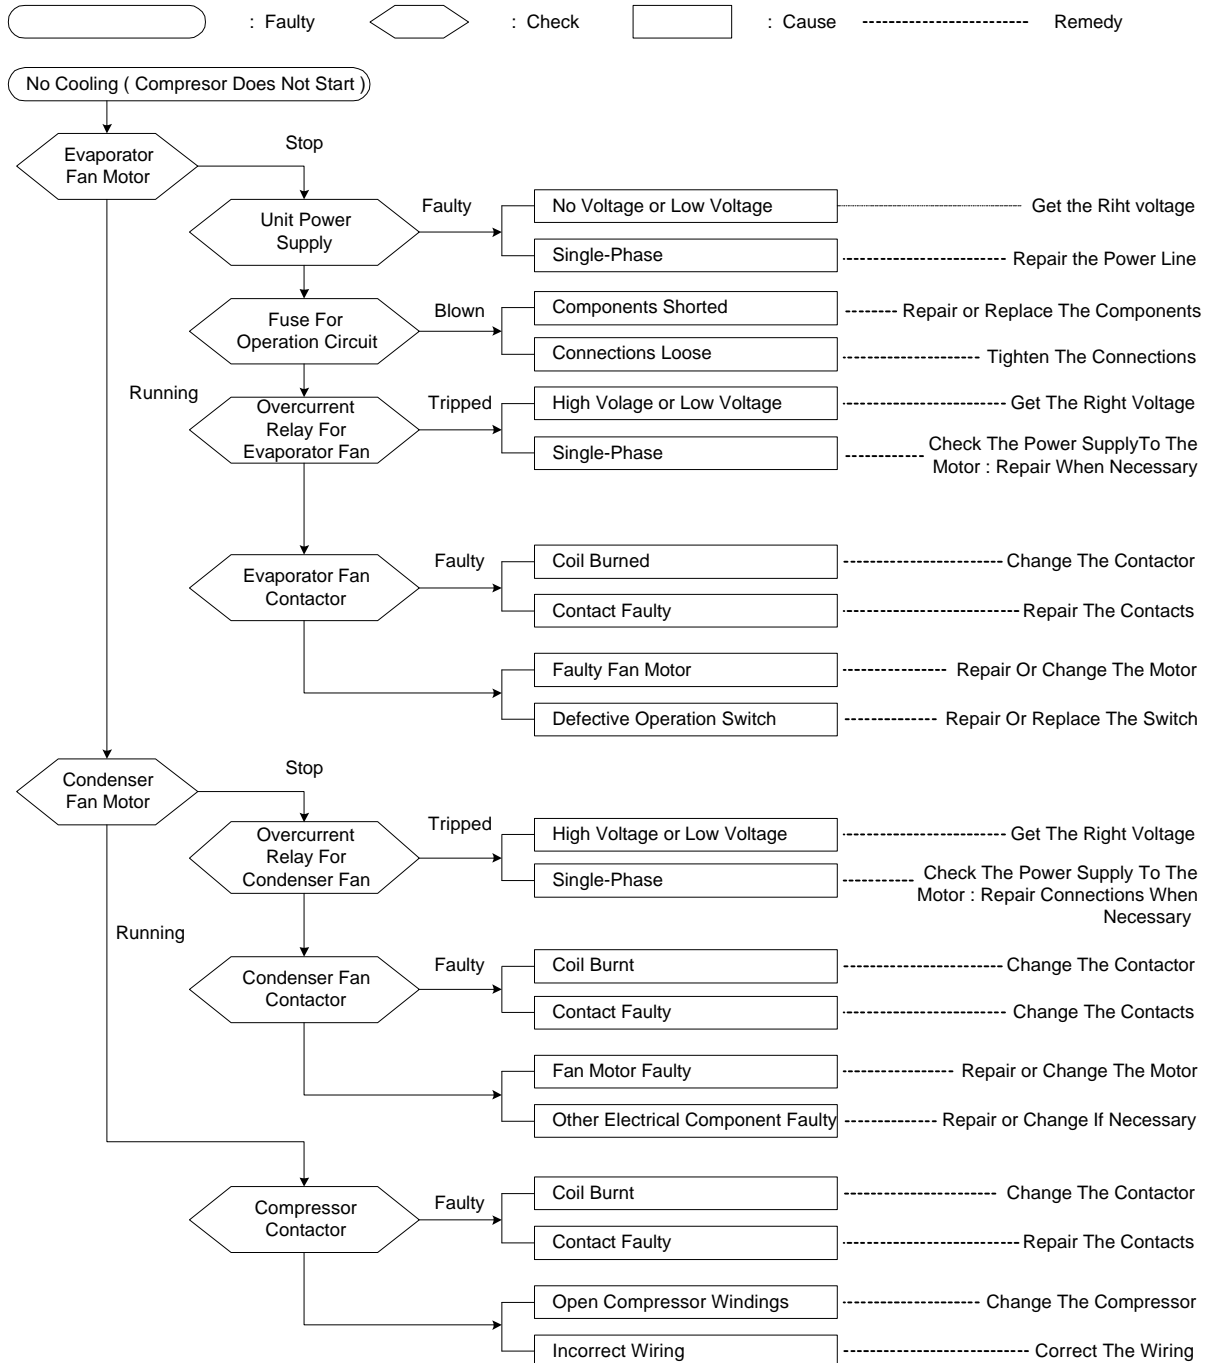 : Faulty
: Check
: Cause
Remedy
No Cooling ( Compresor Does Not Start )
Evaporator
Fan Motor
Stop
Unit Power
Supply
Faulty
No Voltage or Low Voltage
Get the Riht voltage
Single-Phase
Repair the Power Line
Fuse For
Operation Circuit
Blown
Components Shorted
Repair or Replace The Components
Connections Loose
Tighten The Connections
Running
Overcurrent
Relay For
Evaporator Fan
Tripped
High Volage or Low Voltage
Get The Right Voltage
Single-Phase
Check The Power SupplyTo The
Motor : Repair When Necessary
Evaporator Fan
Contactor
Faulty
Coil Burned
Change The Contactor
Contact Faulty
Repair The Contacts
Faulty Fan Motor
Repair Or Change The Motor
Defective Operation Switch
Repair Or Replace The Switch
Condenser
Fan Motor
Stop
Overcurrent
Relay For
Condenser Fan
Tripped
High Voltage or Low Voltage
Get The Right Voltage
Single-Phase
Check The Power Supply To The
Motor : Repair Connections When
Necessary
Running
Condenser Fan
Contactor
Faulty
Coil Burnt
Change The Contactor
Contact Faulty
Change The Contacts
Fan Motor Faulty
Repair or Change The Motor
Other Electrical Component Faulty
Repair or Change If Necessary
Compressor
Contactor
Faulty
Coil Burnt
Change The Contactor
Contact Faulty
Repair The Contacts
Open Compressor Windings
Change The Compressor
Incorrect Wiring
Correct The Wiring